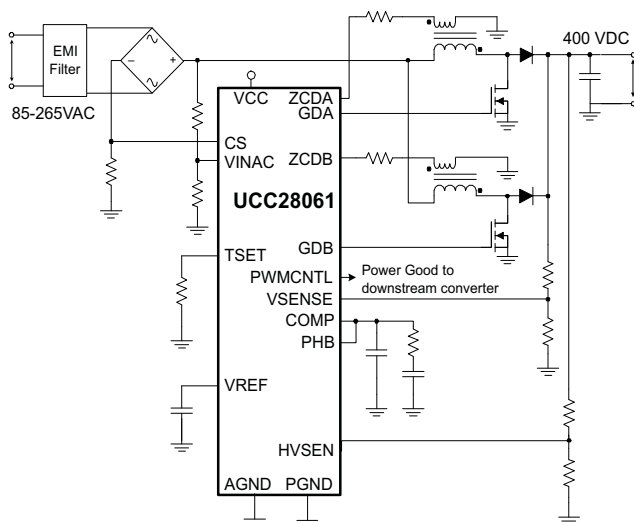 400 VDC
EMI
Filter
85-265VAC
VCC
ZCDA
GDA
CS
VINAC
ZCDB
UCC28061
GDB
TSET
PWMCNTL
Power Good to
downstream converter
VSENSE
COMP
PHB
VREF
HVSEN
AGND
PGND